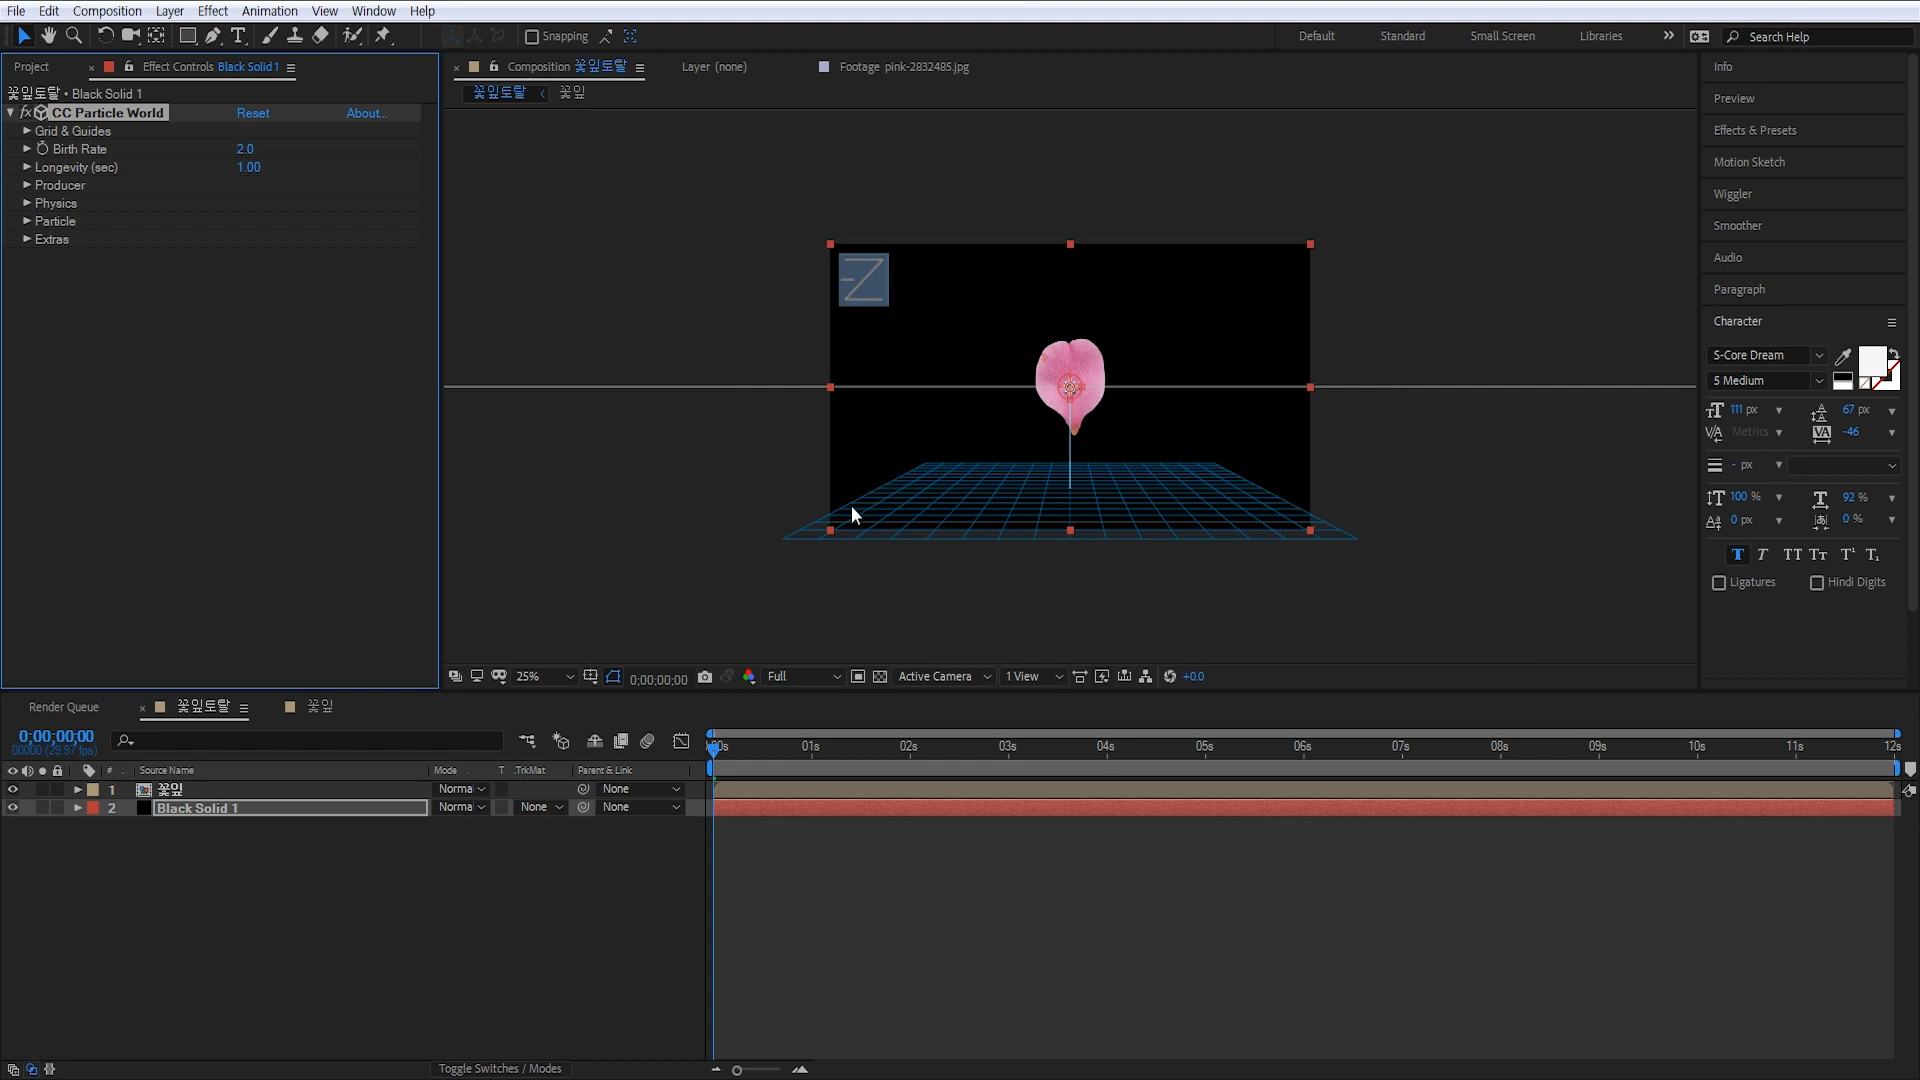 File Edit Composition Layer Effect Animation View Window Help
Snapping
Default Standard Small Screen Libraries » Search Help
Project × Effect Controls Black Solid 1
× Composition 꽃잎토탈 Layer (none) Footage pink-2832485.jpg
꽃잎토탈 • Black Solid 1
꽃잎토탈 ‹ 꽃잎
fx CC Particle World Reset About...
Grid & Guides
Birth Rate 2.0
Longevity (sec) 1.00
Producer
Physics
Particle
Extras
-Z
25% 0;00;00;00 Full Active Camera 1 View +0.0
Info
Preview
Effects & Presets
Motion Sketch
Wiggler
Smoother
Audio
Paragraph
Character
S-Core Dream
5 Medium
111 px 67 px
Metrics -46
- px
100 % 92 %
0 px 0 %
T T TT TT T¹ T₁
Ligatures Hindi Digits
Render Queue × 꽃잎토탈 꽃잎
0;00;00;00
00000 (29.97 fps)
:00s 01s 02s 03s 04s 05s 06s 07s 08s 09s 10s 11s 12s
# Source Name Mode T .TrkMat Parent & Link
1 꽃잎 Norma None
2 Black Solid 1 Norma None None
Toggle Switches / Modes